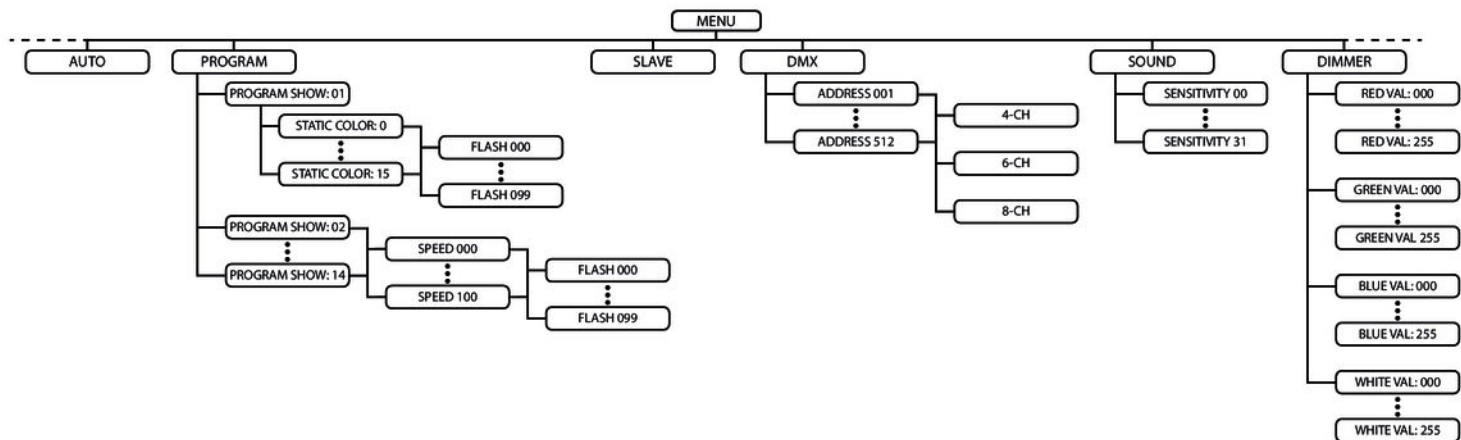 MENU
AUTO
PROGRAM
SLAVE
DMX
SOUND
DIMMER
PROGRAM SHOW: 01
STATIC COLOR: 0
STATIC COLOR: 15
FLASH 000
FLASH 099
PROGRAM SHOW: 02
PROGRAM SHOW: 14
SPEED 000
SPEED 100
FLASH 000
FLASH 099
ADDRESS 001
ADDRESS 512
4-CH
6-CH
8-CH
SENSITIVITY 00
SENSITIVITY 31
RED VAL: 000
RED VAL: 255
GREEN VAL: 000
GREEN VAL 255
BLUE VAL: 000
BLUE VAL: 255
WHITE VAL: 000
WHITE VAL: 255